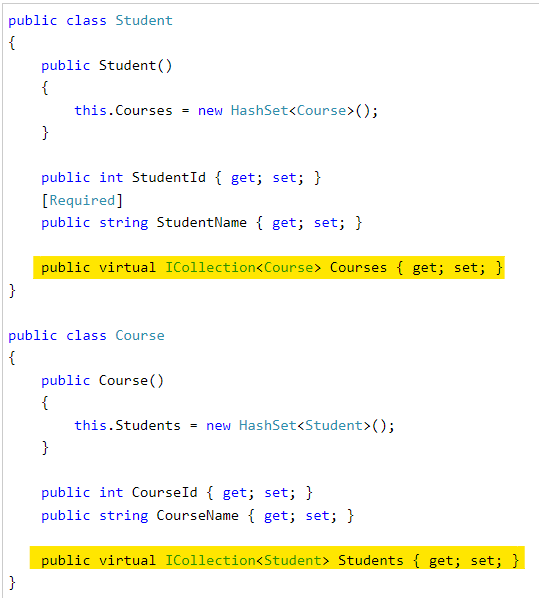 public class Student
{
    public Student()
    {
        this.Courses = new HashSet<Course>();
    }

    public int StudentId { get; set; }
    [Required]
    public string StudentName { get; set; }

    public virtual ICollection<Course> Courses { get; set; }
}

public class Course
{
    public Course()
    {
        this.Students = new HashSet<Student>();
    }

    public int CourseId { get; set; }
    public string CourseName { get; set; }

    public virtual ICollection<Student> Students { get; set; }
}